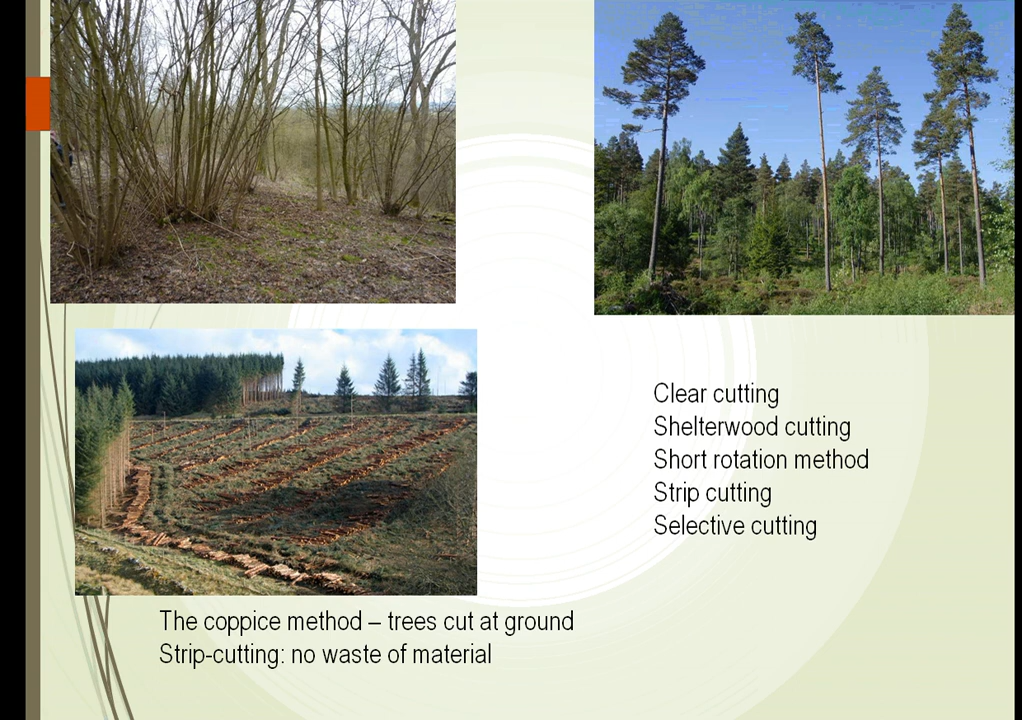 Clear cutting
Shelterwood cutting
Short rotation method
Strip cutting
Selective cutting
The coppice method – trees cut at ground
Strip-cutting: no waste of material